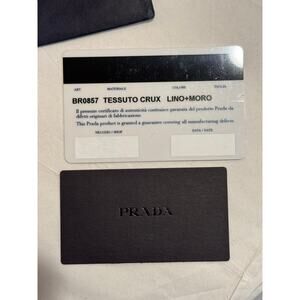 ART. MATERIALE COLORE TAGLIA
BR0857 TESSUTO CRUX LINO+MORO
Il presente certificato di autenticità costituisce garanzia del prodotto Prada da
difetti originari di fabbricazione.
This Prada product is granted a guarantee covering all manufacturing defects.
NEGOZIO / SHOP DATA / DATE
PRADA